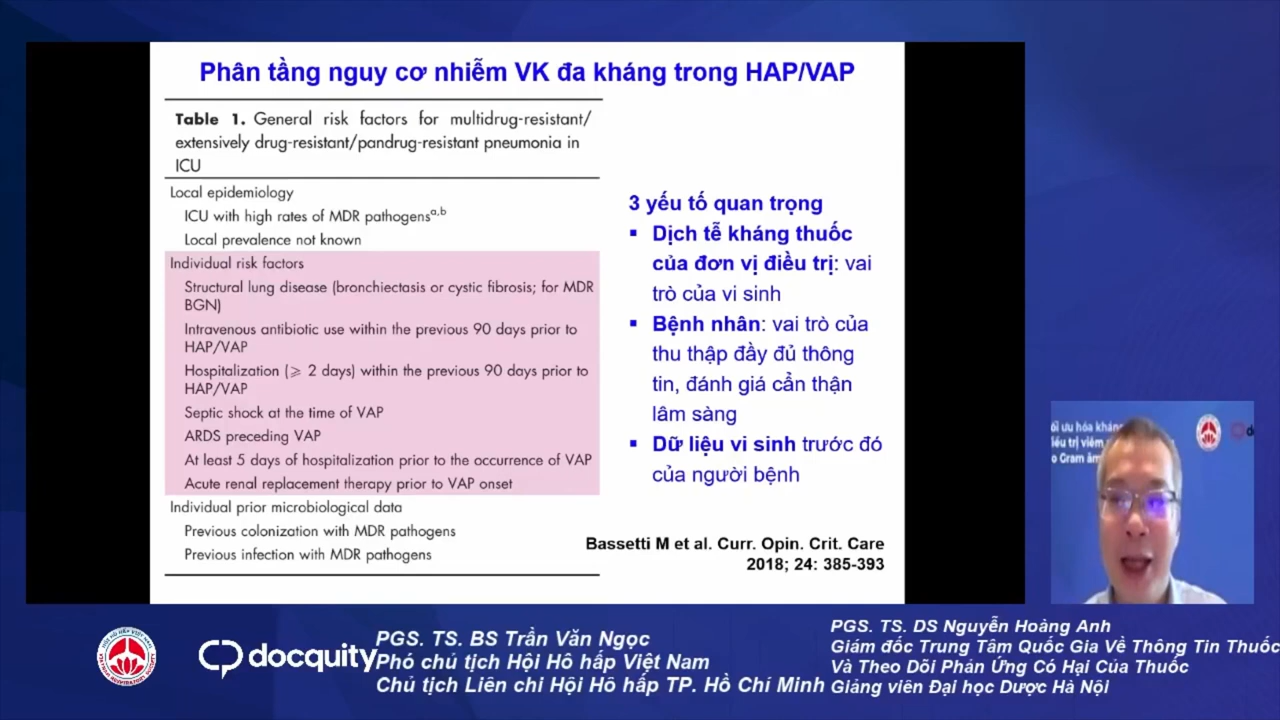 Phân tầng nguy cơ nhiễm VK đa kháng trong HAP/VAP
Table 1. General risk factors for multidrug-resistant/
extensively drug-resistant/pandrug-resistant pneumonia in
ICU
Local epidemiology
ICU with high rates of MDR pathogensa,b
Local prevalence not known
Individual risk factors
Structural lung disease (bronchiectasis or cystic fibrosis; for MDR
BGN)
Intravenous antibiotic use within the previous 90 days prior to
HAP/VAP
Hospitalization (⩾ 2 days) within the previous 90 days prior to
HAP/VAP
Septic shock at the time of VAP
ARDS preceding VAP
At least 5 days of hospitalization prior to the occurrence of VAP
Acute renal replacement therapy prior to VAP onset
Individual prior microbiological data
Previous colonization with MDR pathogens
Previous infection with MDR pathogens
3 yếu tố quan trọng
▪ Dịch tễ kháng thuốc
của đơn vị điều trị: vai
trò của vi sinh
▪ Bệnh nhân: vai trò của
thu thập đầy đủ thông
tin, đánh giá cẩn thận
lâm sàng
▪ Dữ liệu vi sinh trước đó
của người bệnh
Bassetti M et al. Curr. Opin. Crit. Care
2018; 24: 385-393
ối ưu hóa khá
iều trị viêm
o Gram âm
docquity
PGS. TS. BS Trần Văn Ngọc
Phó chủ tịch Hội Hô hấp Việt Nam
Chủ tịch Liên chi Hội Hô hấp TP. Hồ Chí Minh
PGS. TS. DS Nguyễn Hoàng Anh
Giám đốc Trung Tâm Quốc Gia Về Thông Tin Thuốc
Và Theo Dõi Phản Ứng Có Hại Của Thuốc
Giảng viên Đại học Dược Hà Nội